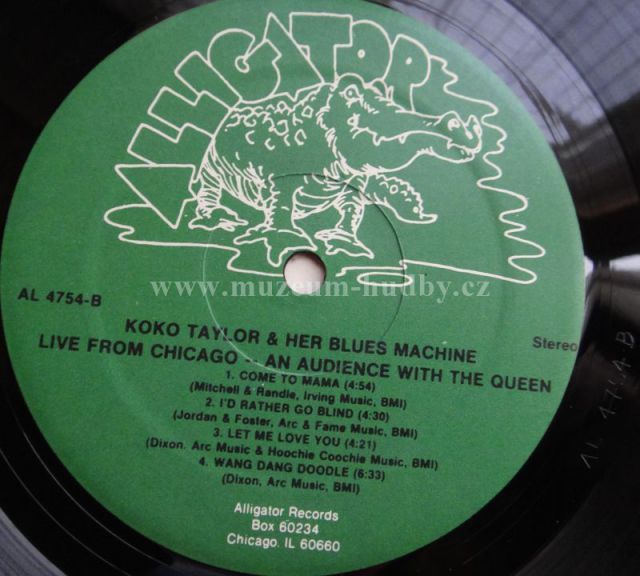 ALLIGATOR
www.muzeum-hudby.cz
AL 4754-B
Stereo
KOKO TAYLOR & HER BLUES MACHINE
LIVE FROM CHICAGO -- AN AUDIENCE WITH THE QUEEN
1. COME TO MAMA (4:54)
(Mitchell & Randle, Irving Music, BMI)
2. I'D RATHER GO BLIND (4:30)
(Jordan & Foster, Arc & Fame Music, BMI)
3. LET ME LOVE YOU (4:21)
(Dixon, Arc Music & Hoochie Coochie Music, BMI)
4. WANG DANG DOODLE (6:33)
(Dixon, Arc Music, BMI)
Alligator Records
Box 60234
Chicago, IL 60660